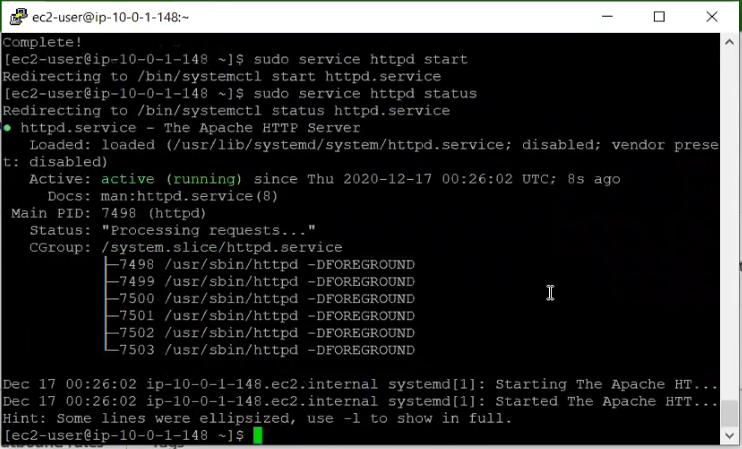 ec2-user@ip-10-0-1-148:~
Complete!
[ec2-user@ip-10-0-1-148 ~]$ sudo service httpd start
Redirecting to /bin/systemctl start httpd.service
[ec2-user@ip-10-0-1-148 ~]$ sudo service httpd status
Redirecting to /bin/systemctl status httpd.service
● httpd.service - The Apache HTTP Server
   Loaded: loaded (/usr/lib/systemd/system/httpd.service; disabled; vendor prese
t: disabled)
   Active: active (running) since Thu 2020-12-17 00:26:02 UTC; 8s ago
     Docs: man:httpd.service(8)
 Main PID: 7498 (httpd)
   Status: "Processing requests..."
   CGroup: /system.slice/httpd.service
           ├─7498 /usr/sbin/httpd -DFOREGROUND
           ├─7499 /usr/sbin/httpd -DFOREGROUND
           ├─7500 /usr/sbin/httpd -DFOREGROUND
           ├─7501 /usr/sbin/httpd -DFOREGROUND
           ├─7502 /usr/sbin/httpd -DFOREGROUND
           └─7503 /usr/sbin/httpd -DFOREGROUND
Dec 17 00:26:02 ip-10-0-1-148.ec2.internal systemd[1]: Starting The Apache HT...
Dec 17 00:26:02 ip-10-0-1-148.ec2.internal systemd[1]: Started The Apache HTT...
Hint: Some lines were ellipsized, use -l to show in full.
[ec2-user@ip-10-0-1-148 ~]$